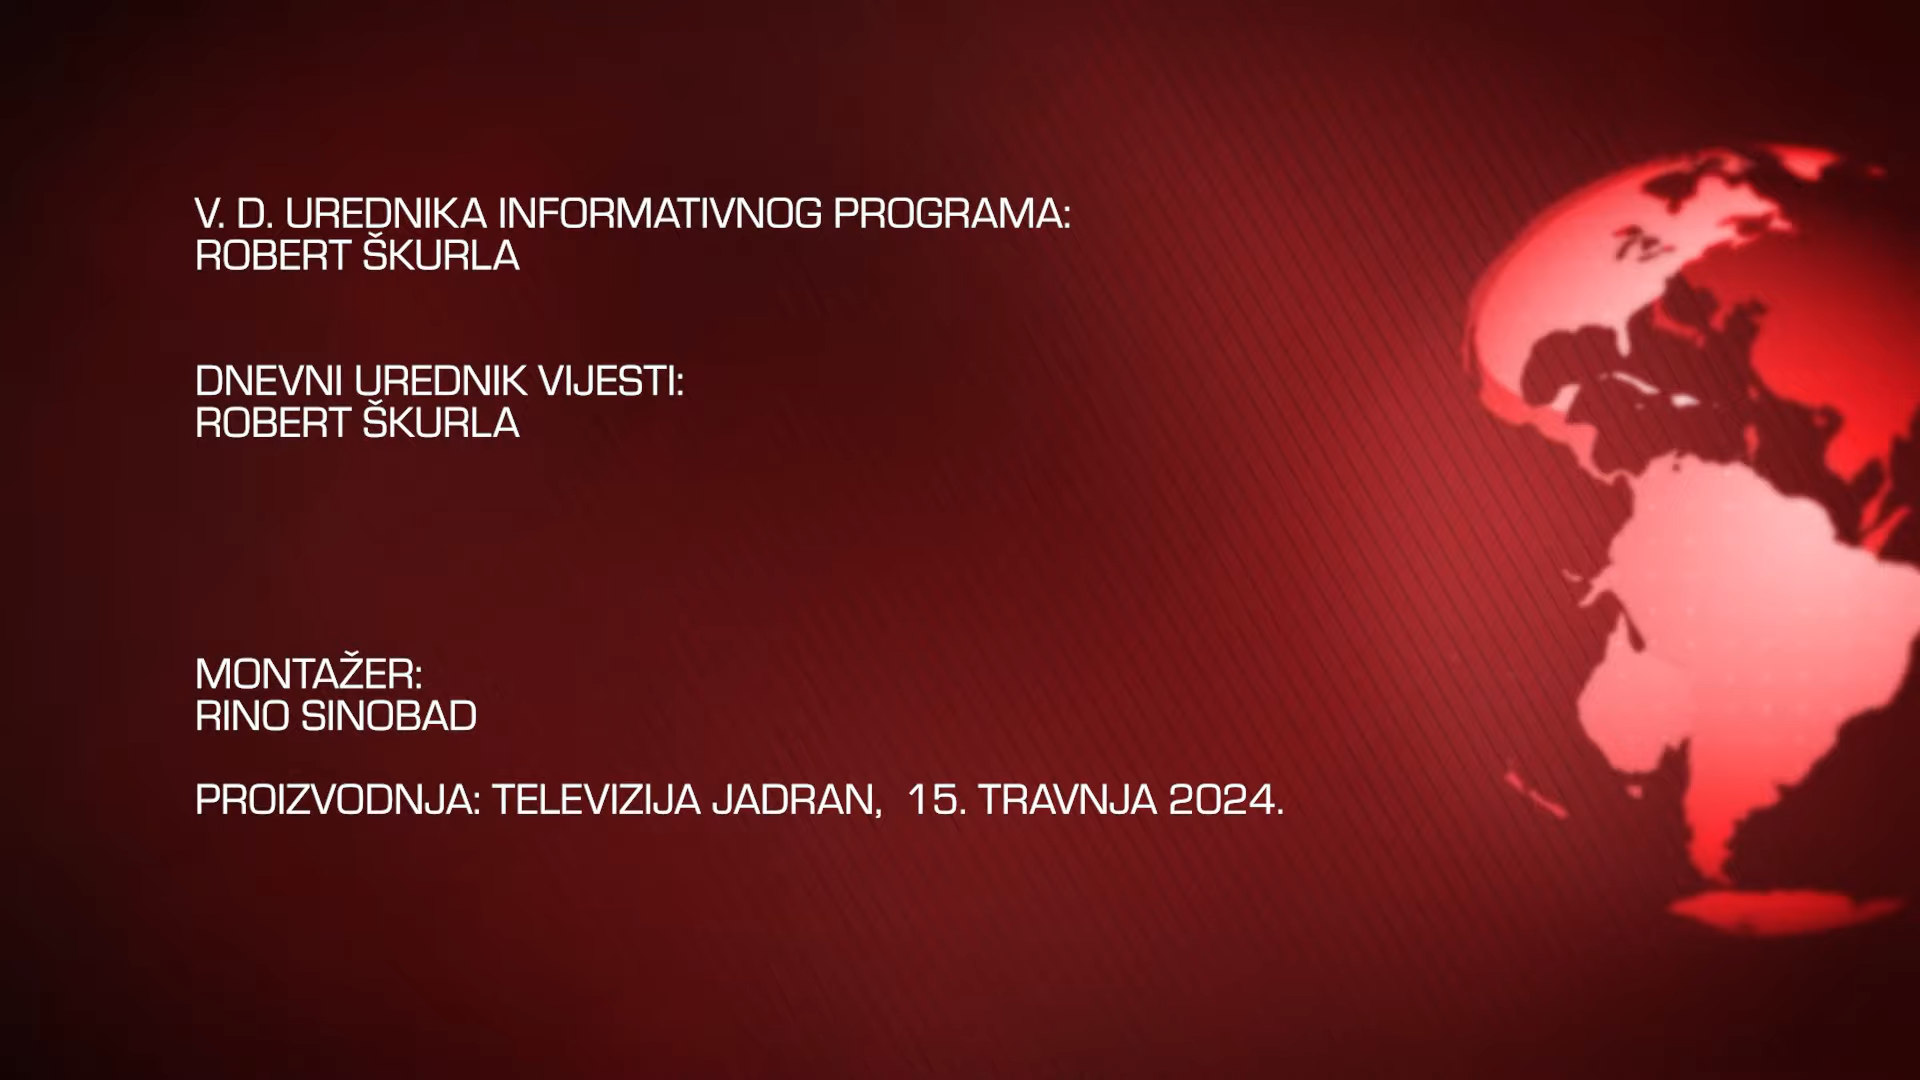 V. D. UREDNIKA INFORMATIVNOG PROGRAMA:
ROBERT ŠKURLA
DNEVNI UREDNIK VIJESTI:
ROBERT ŠKURLA
MONTAŽER:
RINO SINOBAD
PROIZVODNJA: TELEVIZIJA JADRAN,  15. TRAVNJA 2024.